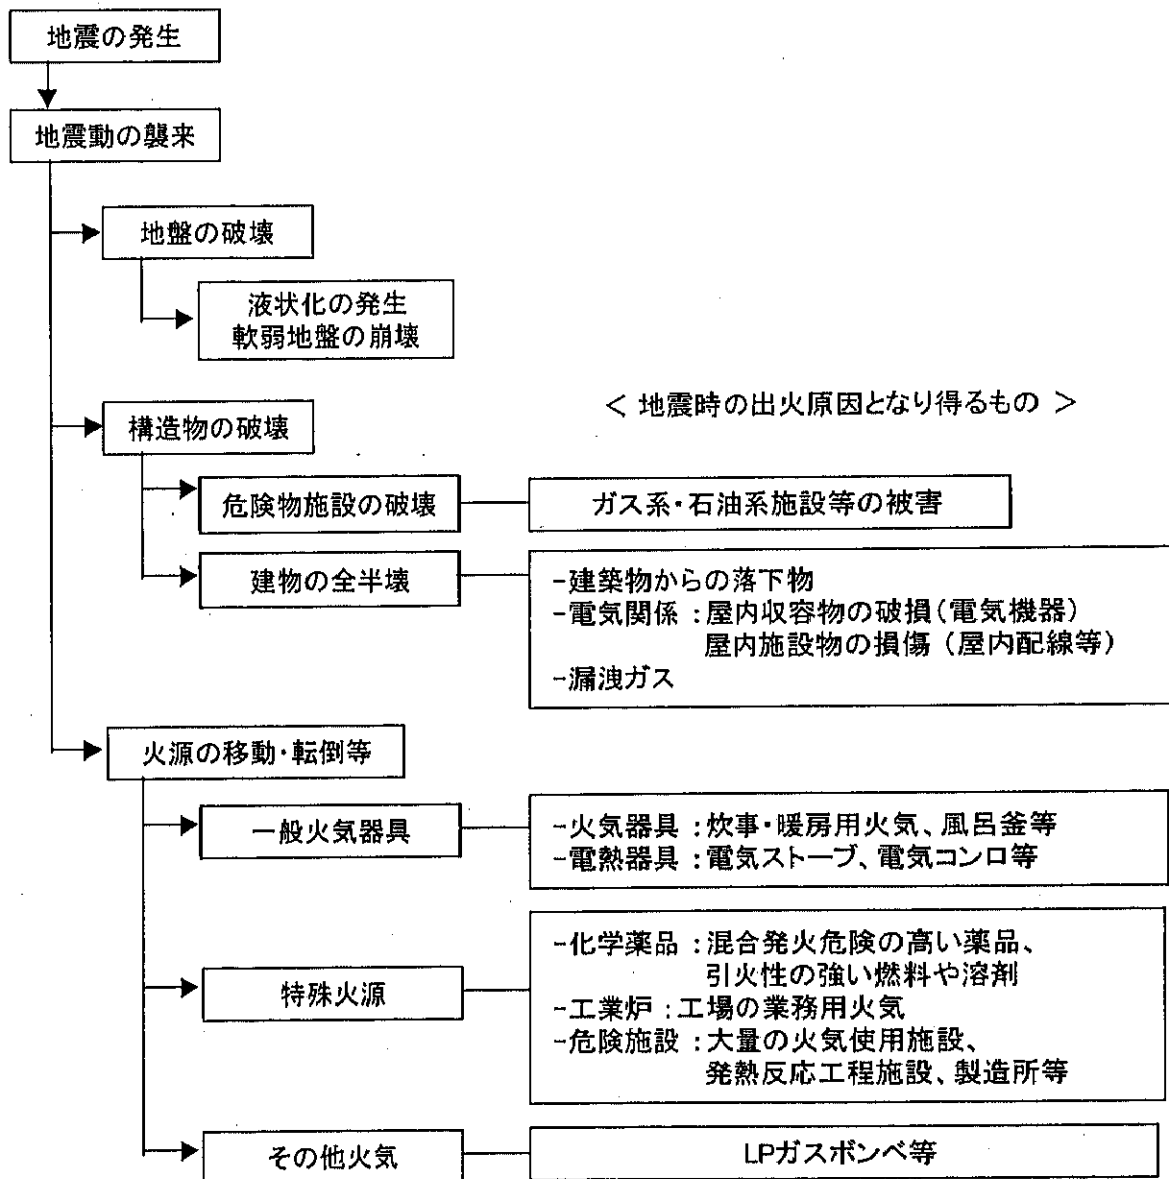 地震の発生
地震動の襲来
地盤の破壊
液状化の発生
軟弱地盤の崩壊
< 地震時の出火原因となり得るもの >
構造物の破壊
危険物施設の破壊
ガス系・石油系施設等の被害
建物の全半壊
-建築物からの落下物
-電気関係：屋内収容物の破損（電気機器）
屋内施設物の損傷（屋内配線等）
-漏洩ガス
火源の移動・転倒等
一般火気器具
-火気器具：炊事・暖房用火気、風呂釜等
-電熱器具：電気ストーブ、電気コンロ等
特殊火源
-化学薬品：混合発火危険の高い薬品、
引火性の強い燃料や溶剤
-工業炉：工場の業務用火気
-危険施設：大量の火気使用施設、
発熱反応工程施設、製造所等
その他火気
LPガスボンベ等